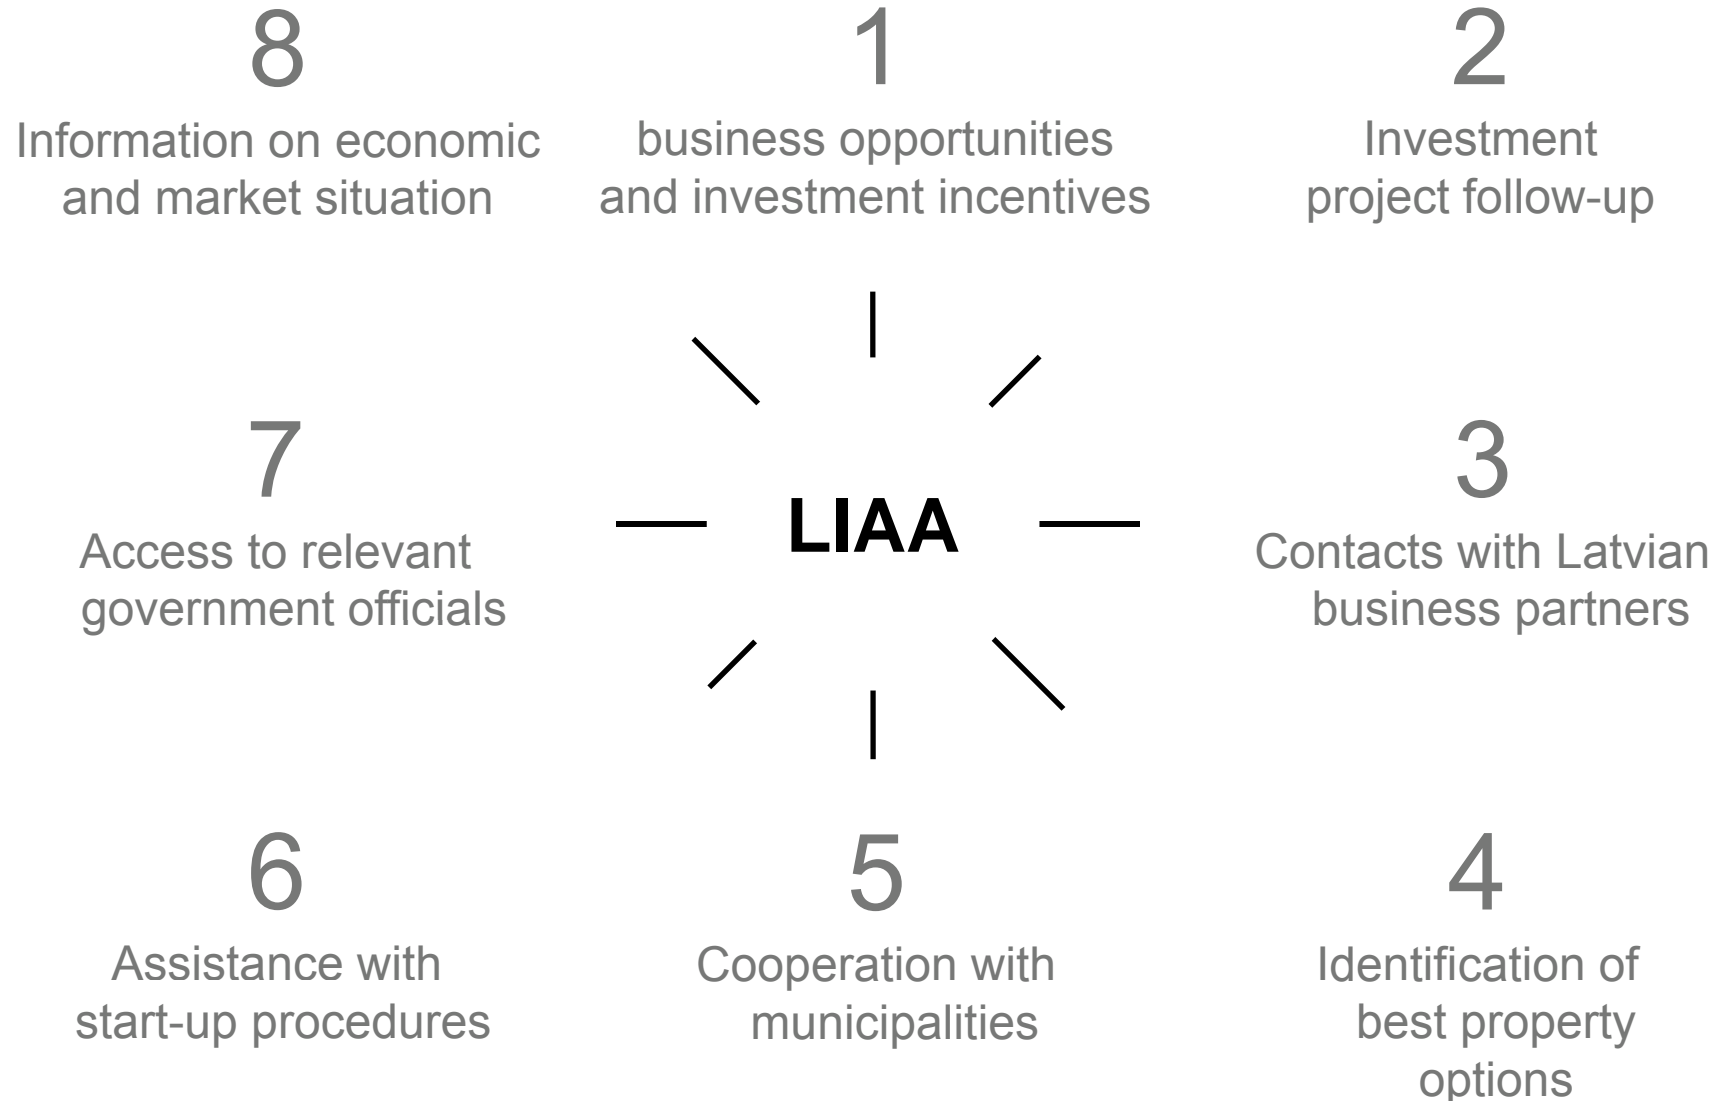 8
Information on economic
and market situation
1
business opportunities
and investment incentives
2
Investment
project follow-up
7
Access to relevant
government officials
LIAA
3
Contacts with Latvian
business partners
6
Assistance with
start-up procedures
5
Cooperation with
municipalities
4
Identification of
best property
options